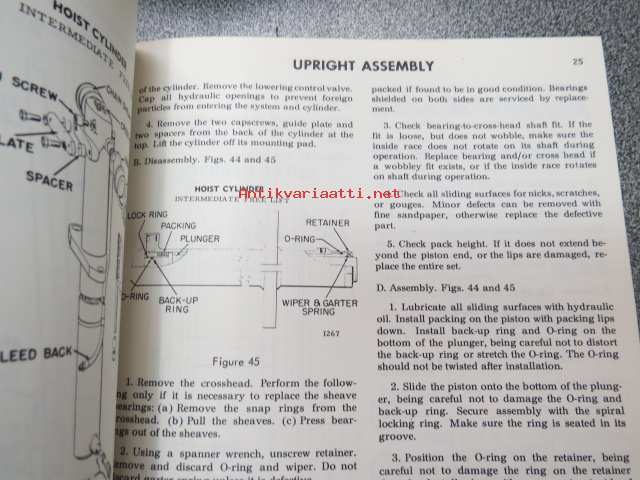 HOIST CYLINDER
INTERMEDIATE
SCREW
PLATE
SPACER
BLEED BACK
UPRIGHT ASSEMBLY
25
of the cylinder. Remove the lowering control valve.
Cap all hydraulic openings to prevent foreign
particles from entering the system and cylinder.
4. Remove the two capscrews, guide plate and
two spacers from the back of the cylinder at the
top. Lift the cylinder off its mounting pad.
B. Disassembly. Figs. 44 and 45
HOIST CYLINDER
INTERMEDIATE FREE LIFT
LOCK RING
PACKING
PLUNGER
RETAINER
O-RING
O-RING
BACK-UP
RING
WIPER & GARTER
SPRING
1267
Figure 45
1. Remove the crosshead. Perform the follow-
ing only if it is necessary to replace the sheave
bearings: (a) Remove the snap rings from the
crosshead. (b) Pull the sheaves. (c) Press bear-
ings out of the sheaves.
2. Using a spanner wrench, unscrew retainer.
Remove and discard O-ring and wiper. Do not
discard garter spring unless it is defective.
packed if found to be in good condition. Bearings
shielded on both sides are serviced by replace-
ment.
3. Check bearing-to-cross-head shaft fit. If the
fit is loose, but does not wobble, make sure the
inside race does not rotate on its shaft during
operation. Replace bearing and/or cross head if
a wobbley fit exists, or if the inside race rotates
on shaft during operation.
4. Check all sliding surfaces for nicks, scratches,
or gouges. Minor defects can be removed with
fine sandpaper, otherwise replace the defective
part.
5. Check pack height. If it does not extend be-
yond the piston end, or the lips are damaged, re-
place the entire set.
D. Assembly. Figs. 44 and 45
1. Lubricate all sliding surfaces with hydraulic
oil. Install packing on the piston with packing lips
down. Install back-up ring and O-ring on the
bottom of the plunger, being careful not to distort
the back-up ring or stretch the O-ring. The O-ring
should not be twisted after installation.
2. Slide the piston onto the bottom of the plung-
er, being careful not to damage the O-ring and
back-up ring. Secure assembly with the spiral
locking ring. Make sure the ring is seated in its
groove.
3. Position the O-ring on the retainer, being
careful not to damage the ring on the retainer
Antikvariaatti.net